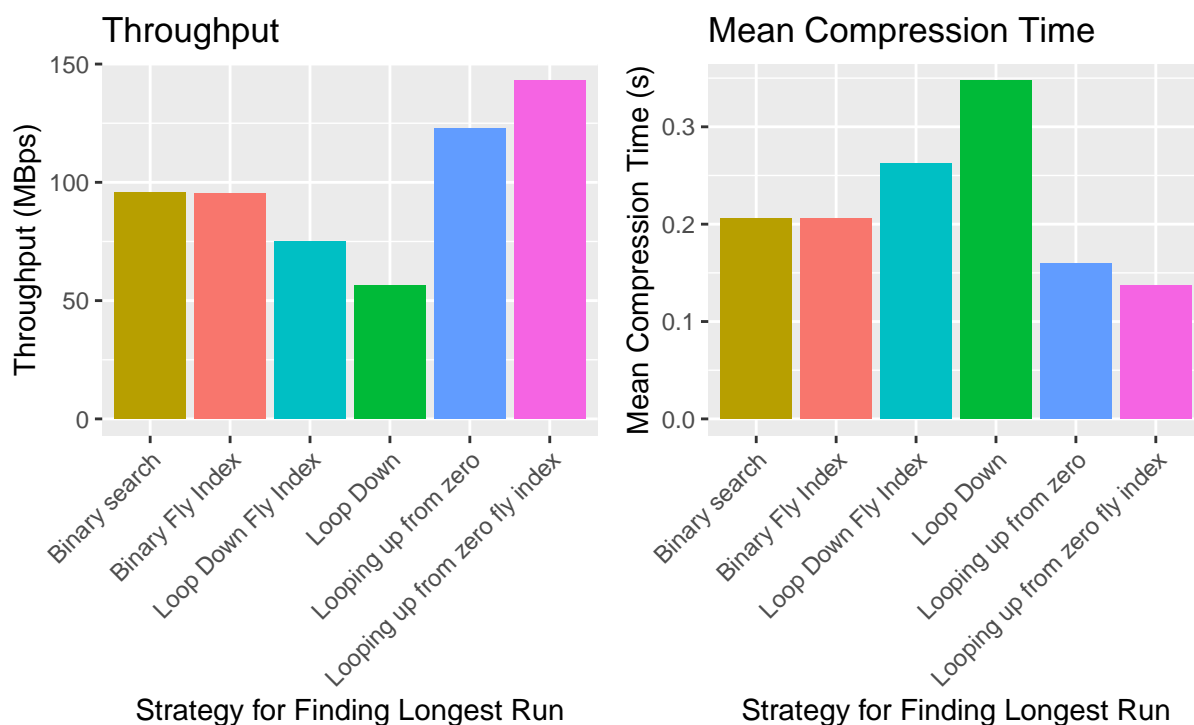 Throughput
Throughput (MBps)
150
100
50
0
Binary search
Binary Fly Index
Loop Down Fly Index
Loop Down
Looping up from zero
Looping up from zero fly index
Strategy for Finding Longest Run
Mean Compression Time
Mean Compression Time (s)
0.3
0.2
0.1
0.0
Binary search
Binary Fly Index
Loop Down Fly Index
Loop Down
Looping up from zero
Looping up from zero fly index
Strategy for Finding Longest Run